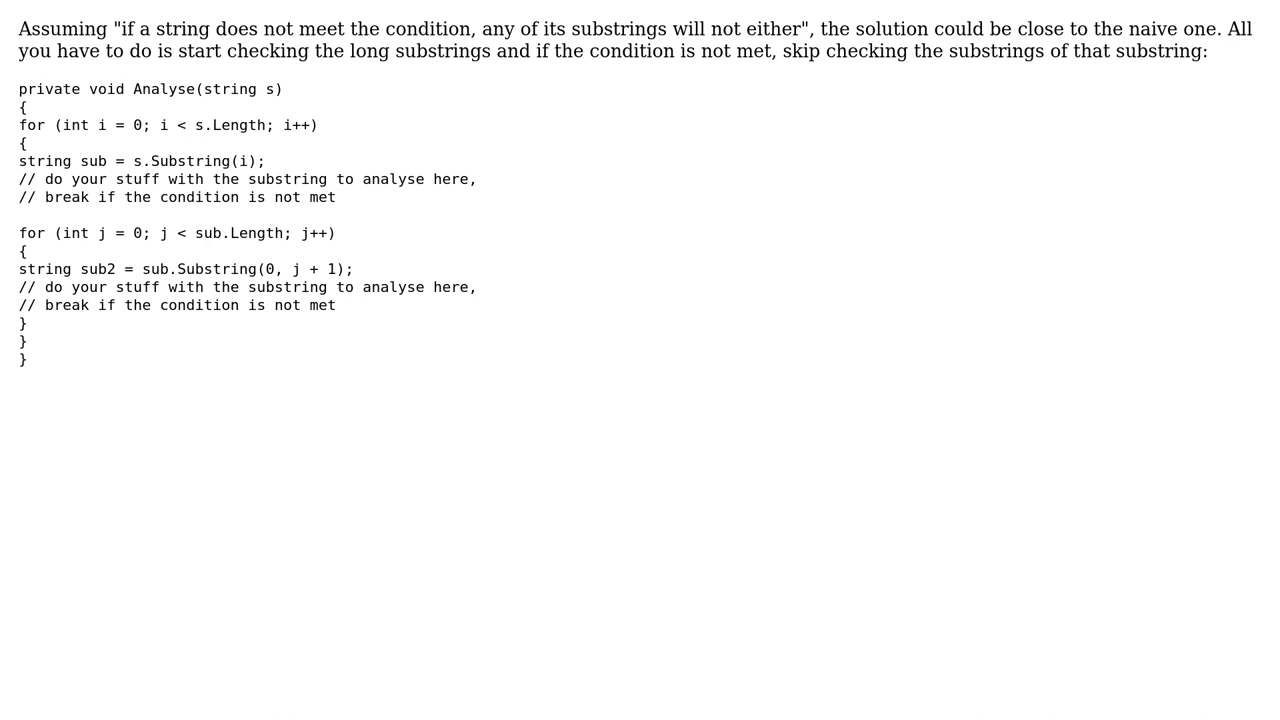 Assuming "if a string does not meet the condition, any of its substrings will not either", the solution could be close to the naive one. All
you have to do is start checking the long substrings and if the condition is not met, skip checking the substrings of that substring:
private void Analyse(string s)
{
for (int i = 0; i < s.Length; i++)
{
string sub = s.Substring(i);
// do your stuff with the substring to analyse here,
// break if the condition is not met
for (int j = 0; j < sub.Length; j++)
{
string sub2 = sub.Substring(0, j + 1);
// do your stuff with the substring to analyse here,
// break if the condition is not met
}
}
}